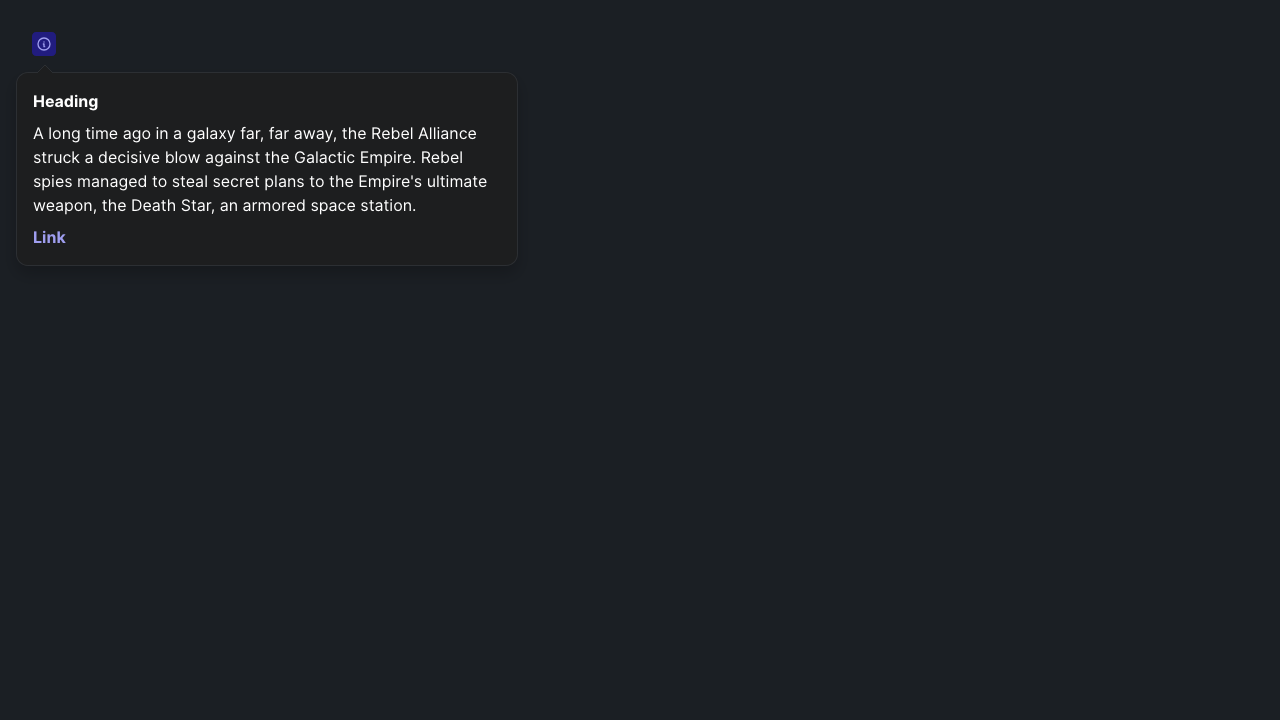 Heading
A long time ago in a galaxy far, far away, the Rebel Alliance
struck a decisive blow against the Galactic Empire. Rebel
spies managed to steal secret plans to the Empire's ultimate
weapon, the Death Star, an armored space station.
Link